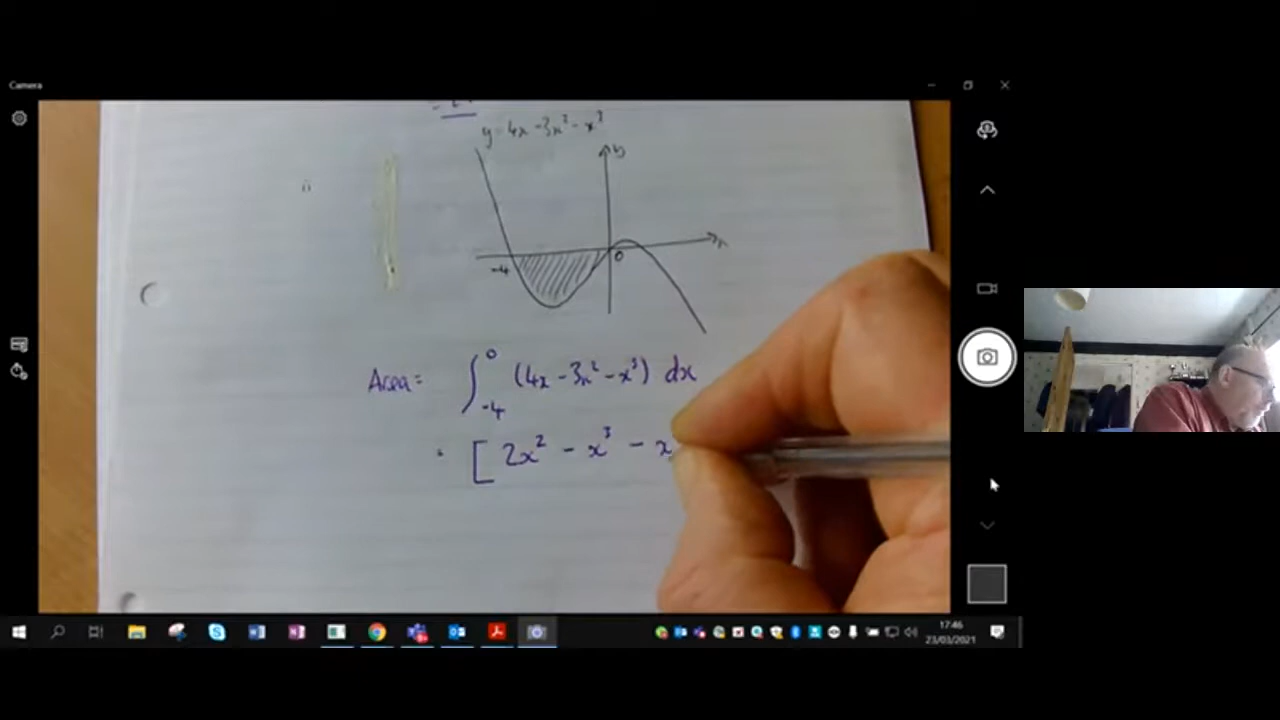 Camera
y = 4x - 3x² - x³
y
x
-4
0
Area = ∫₋₄⁰ (4x - 3x² - x³) dx
[ 2x² - x³ - x
17:46
23/03/2021